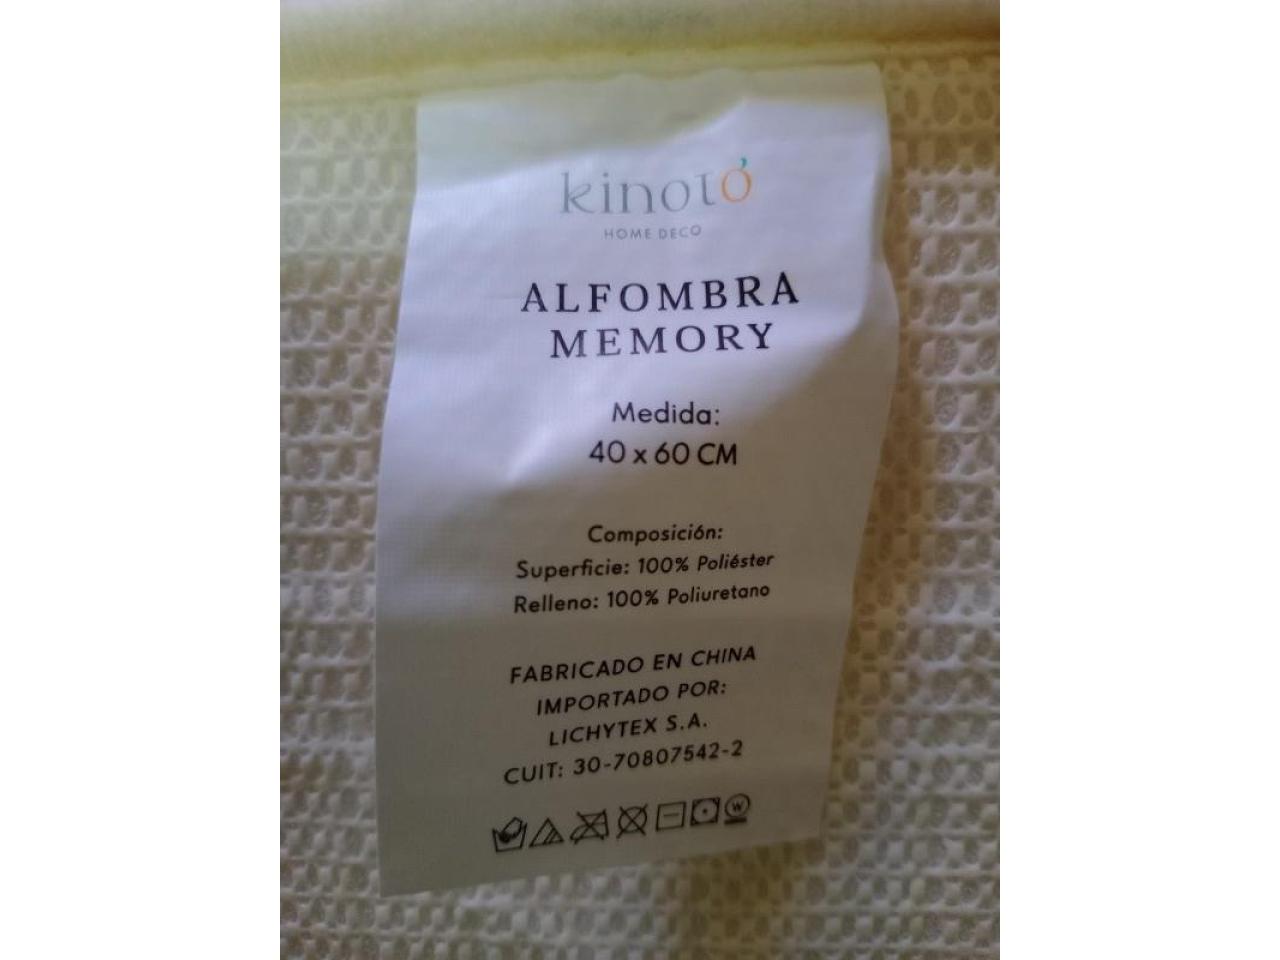 kinoto
HOME DECO
ALFOMBRA
MEMORY
Medida:
40 x 60 CM
Composición:
Superficie: 100% Poliéster
Relleno: 100% Poliuretano
FABRICADO EN CHINA
IMPORTADO POR:
LICHYTEX S.A.
CUIT: 30-70807542-2
W